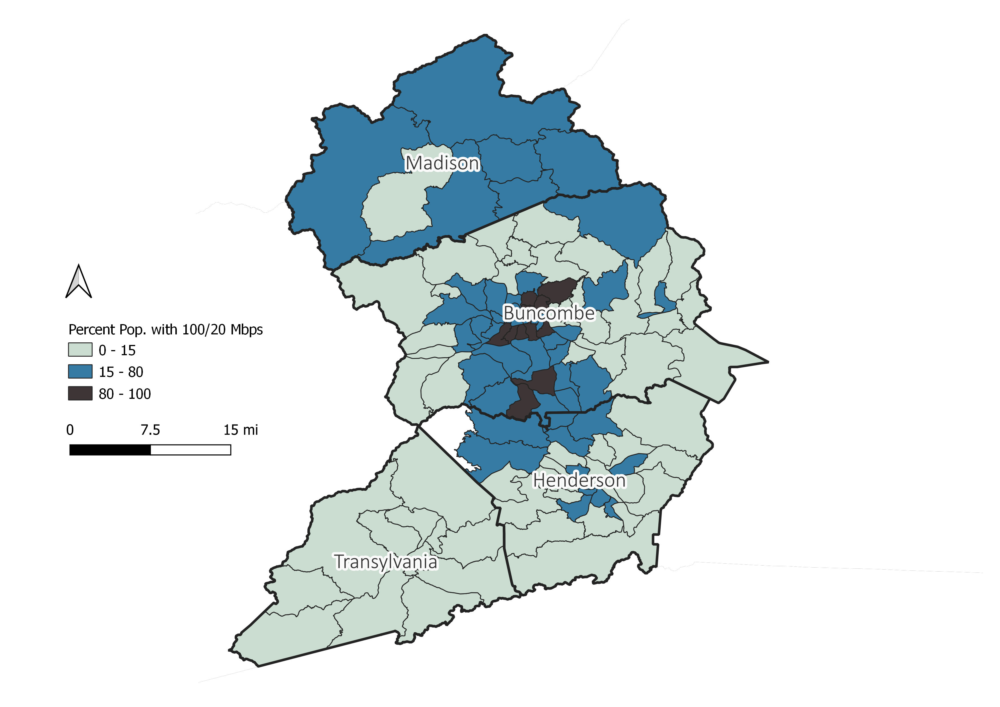 Madison
Buncombe
Percent Pop. with 100/20 Mbps
0 - 15
15 - 80
80 - 100
0 7.5 15 mi
Henderson
Transylvania